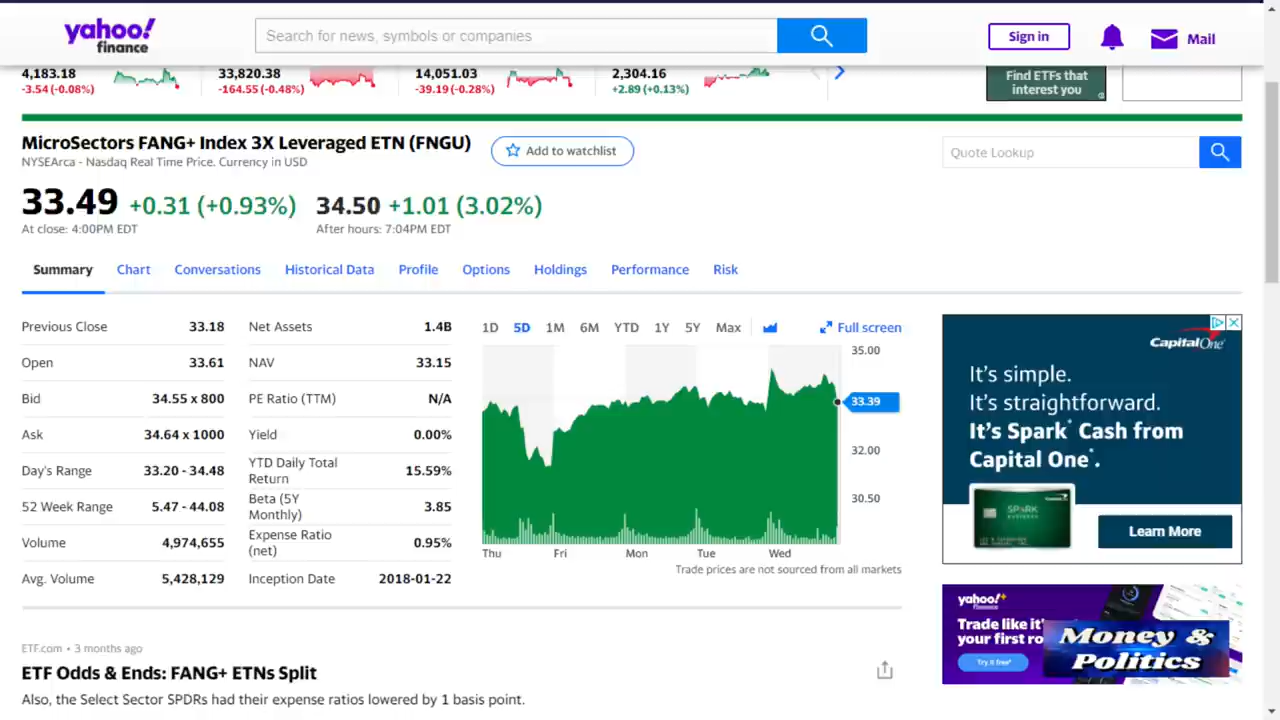 yahoo!
finance
Search for news, symbols or companies
Sign in
Mail
4,183.18
-3.54 (-0.08%)
33,820.38
-164.55 (-0.48%)
14,051.03
-39.19 (-0.28%)
2,304.16
+2.89 (+0.13%)
Find ETFs that
interest you
MicroSectors FANG+ Index 3X Leveraged ETN (FNGU)
NYSEArca - Nasdaq Real Time Price. Currency in USD
Add to watchlist
Quote Lookup
33.49 +0.31 (+0.93%)
At close: 4:00PM EDT
34.50 +1.01 (3.02%)
After hours: 7:04PM EDT
Summary Chart Conversations Historical Data Profile Options Holdings Performance Risk
Previous Close 33.18
Open 33.61
Bid 34.55 x 800
Ask 34.64 x 1000
Day's Range 33.20 - 34.48
52 Week Range 5.47 - 44.08
Volume 4,974,655
Avg. Volume 5,428,129
Net Assets 1.4B
NAV 33.15
PE Ratio (TTM) N/A
Yield 0.00%
YTD Daily Total
Return 15.59%
Beta (5Y
Monthly) 3.85
Expense Ratio
(net) 0.95%
Inception Date 2018-01-22
1D 5D 1M 6M YTD 1Y 5Y Max Full screen
35.00
33.39
32.00
30.50
Thu Fri Mon Tue Wed
Trade prices are not sourced from all markets
Capital One
It's simple.
It's straightforward.
It's Spark* Cash from
Capital One*.
SPARK
BUSINESS
Learn More
yahoo!+
finance
Trade like it'
your first ro
Try it free*
Money &
Politics
ETF.com • 3 months ago
ETF Odds & Ends: FANG+ ETNs Split
Also, the Select Sector SPDRs had their expense ratios lowered by 1 basis point.